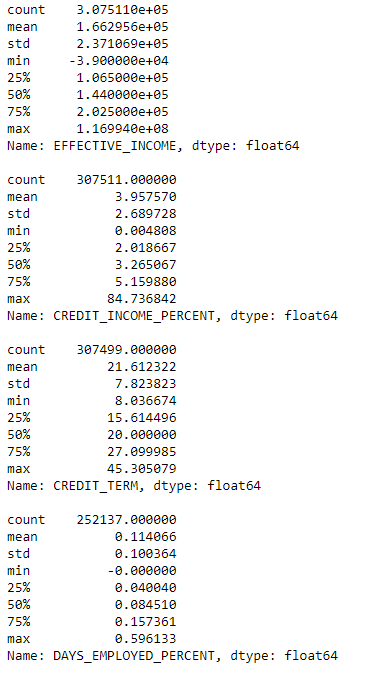 count    3.075110e+05
mean     1.662956e+05
std      2.371069e+05
min     -3.900000e+04
25%      1.065000e+05
50%      1.440000e+05
75%      2.025000e+05
max      1.169940e+08
Name: EFFECTIVE_INCOME, dtype: float64
count    307511.000000
mean          3.957570
std           2.689728
min           0.004808
25%           2.018667
50%           3.265067
75%           5.159880
max          84.736842
Name: CREDIT_INCOME_PERCENT, dtype: float64
count    307499.000000
mean         21.612322
std           7.823823
min           8.036674
25%          15.614496
50%          20.000000
75%          27.099985
max          45.305079
Name: CREDIT_TERM, dtype: float64
count    252137.000000
mean          0.114066
std           0.100364
min          -0.000000
25%           0.040040
50%           0.084510
75%           0.157361
max           0.596133
Name: DAYS_EMPLOYED_PERCENT, dtype: float64